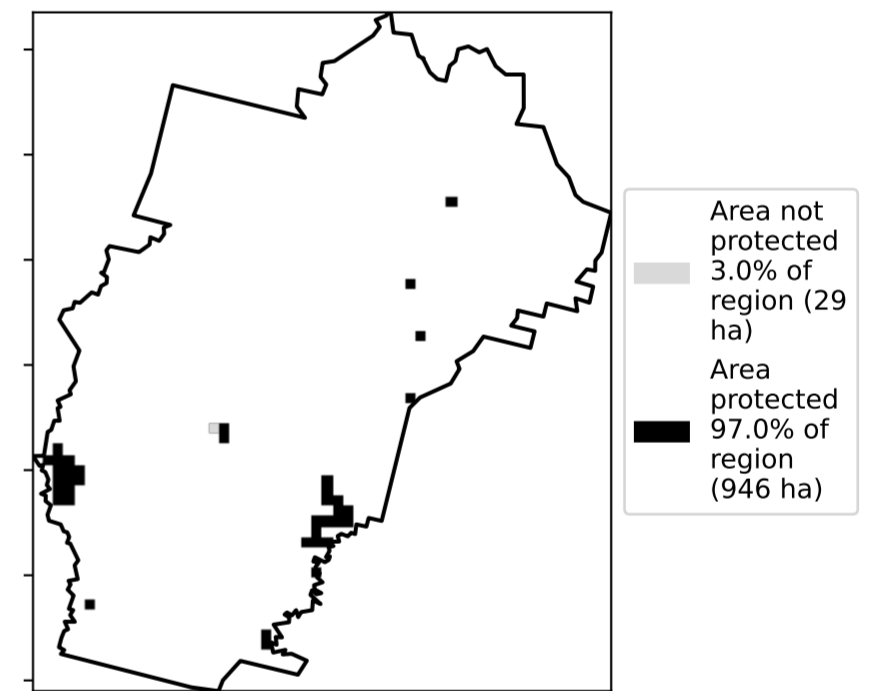 Area not
protected
3.0% of
region (29
ha)
Area
protected
97.0% of
region
(946 ha)